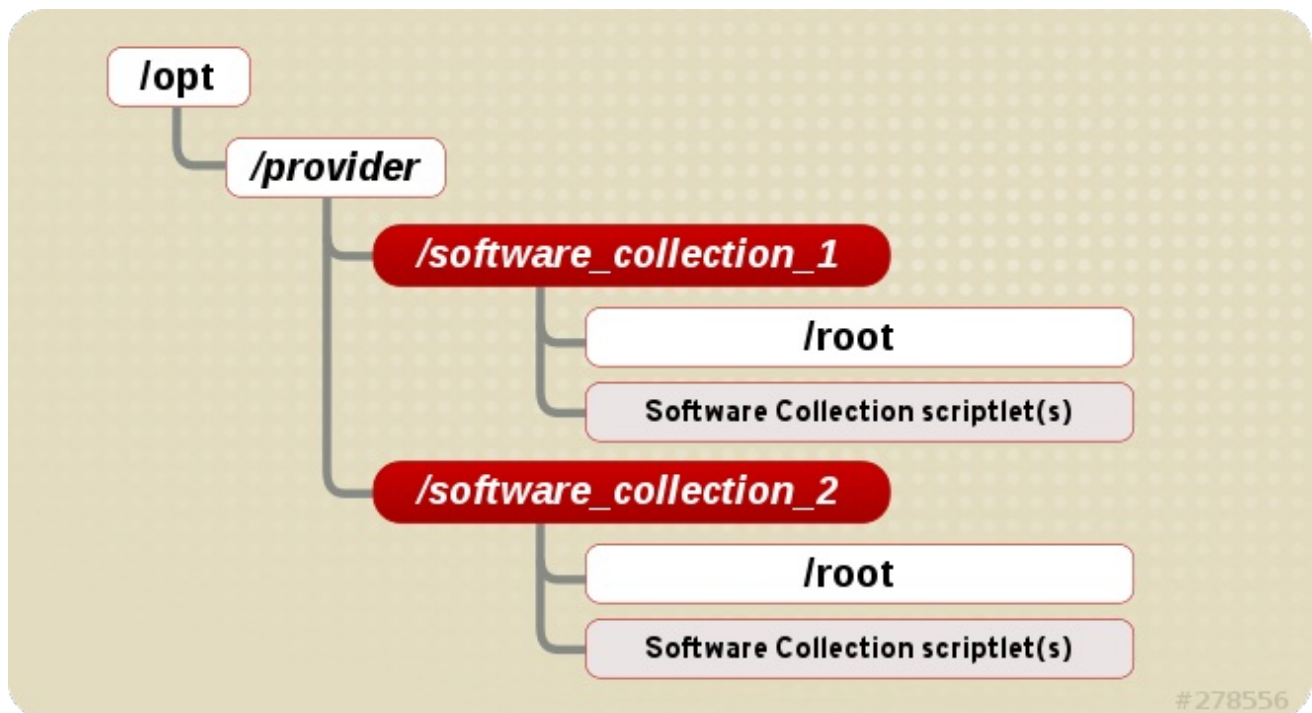 /opt
/provider
/software_collection_1
/root
Software Collection scriptlet(s)
/software_collection_2
/root
Software Collection scriptlet(s)
#278556